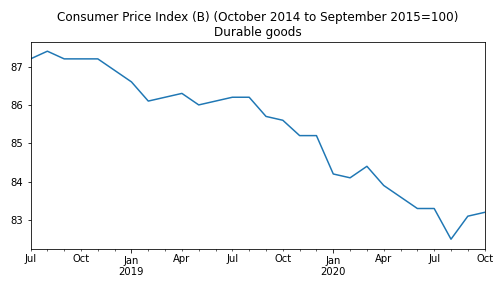 Consumer Price Index (B) (October 2014 to September 2015=100)
Durable goods
87
86
85
84
83
Jul
Oct
Jan
2019
Apr
Jul
Oct
Jan
2020
Apr
Jul
Oct